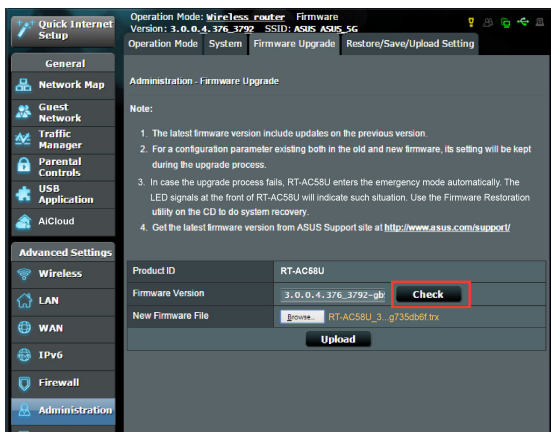 Quick Internet
Setup
Operation Mode: Wireless router Firmware
Version: 3.0.0.4.376_3792 SSID: ASUS ASUS_5G
Operation Mode System Firmware Upgrade Restore/Save/Upload Setting
General
Network Map
Guest
Network
Traffic
Manager
Parental
Controls
USB
Application
AiCloud
Advanced Settings
Wireless
LAN
WAN
IPv6
Firewall
Administration
Administration - Firmware Upgrade
Note:
1. The latest firmware version include updates on the previous version.
2. For a configuration parameter existing both in the old and new firmware, its setting will be kept
during the upgrade process.
3. In case the upgrade process fails, RT-AC58U enters the emergency mode automatically. The
LED signals at the front of RT-AC58U will indicate such situation. Use the Firmware Restoration
utility on the CD to do system recovery.
4. Get the latest firmware version from ASUS Support site at http://www.asus.com/support/
Product ID RT-AC58U
Firmware Version 3.0.0.4.376_3792-gb Check
New Firmware File Browse... RT-AC58U_3...g735db6f.trx
Upload